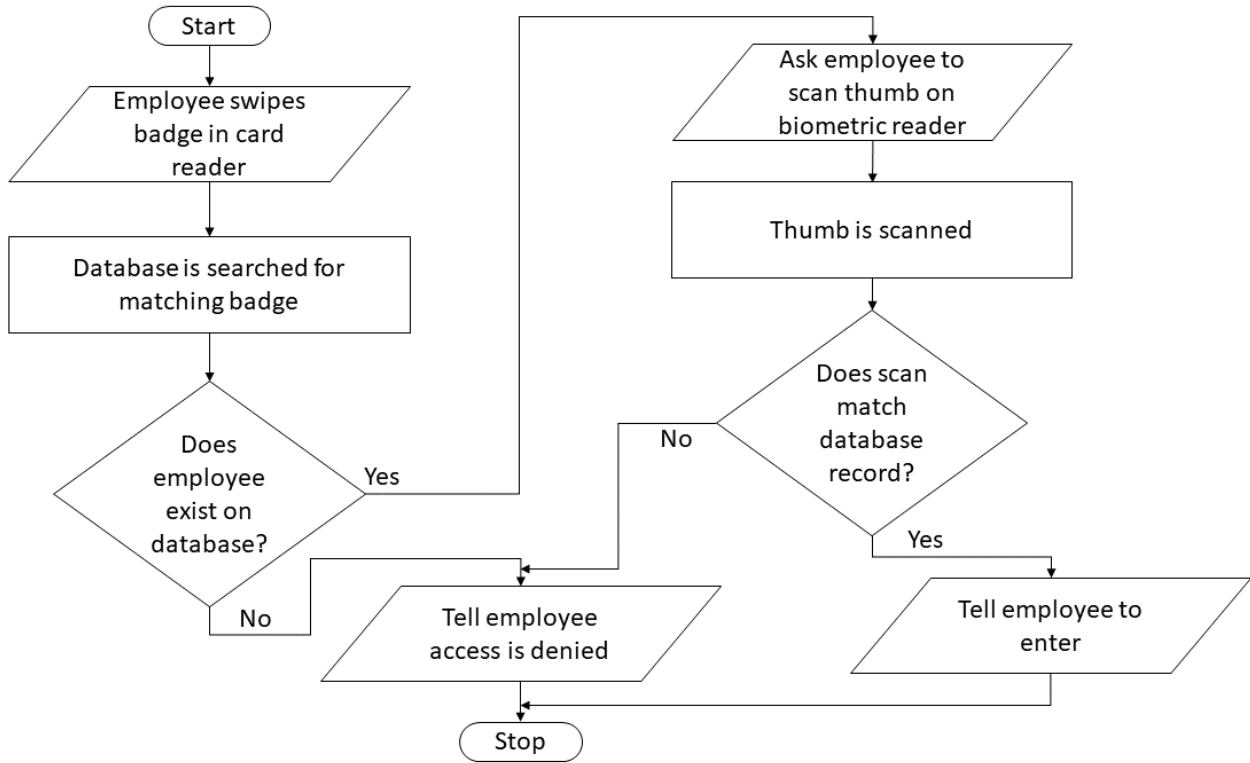 Start
Employee swipes
badge in card
reader
Database is searched for
matching badge
Does
employee
exist on
database?
Yes
No
Ask employee to
scan thumb on
biometric reader
Thumb is scanned
Does scan
match
database
record?
No
Yes
Tell employee
access is denied
Tell employee to
enter
Stop